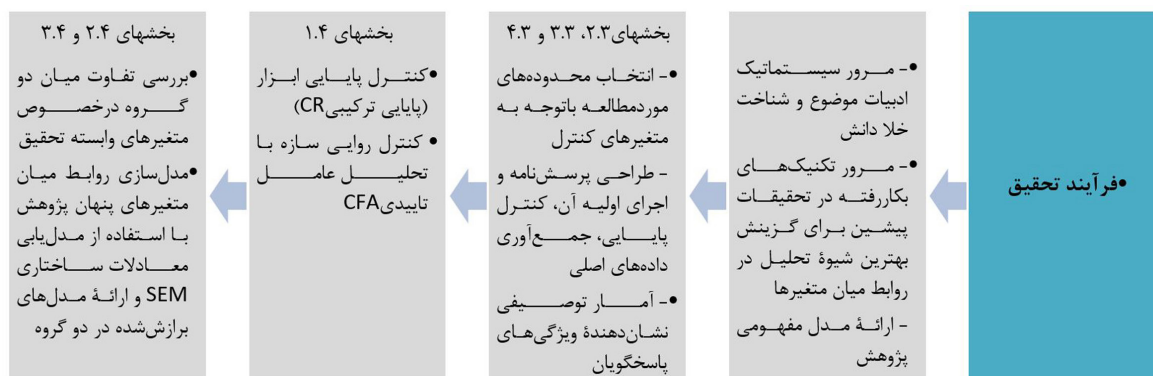 •فرآیند تحقیق
•- مرور سیستماتیک
ادبیات موضوع و شناخت
خلا دانش
•- مرور تکنیک‌های
بکاررفته در تحقیقات
پیشین برای گزینش
بهترین شیوۀ تحلیل در
روابط میان متغیرها
- ارائۀ مدل مفهومی
پژوهش
بخشهای۲.۳، ۳.۳ و ۴.۳
•- انتخاب محدوده‌های
موردمطالعه باتوجه به
متغیرهای کنترل
- طراحی پرسش‌نامه و
اجرای اولیه آن، کنترل
پایایی، جمع‌آوری
داده‌های اصلی
•- آمار توصیفی
نشان‌دهندۀ ویژگی‌های
پاسخگویان
بخشهای ۱.۴
•کنترل پایایی ابزار
(پایایی ترکیبیCR)
• کنترل روایی سازه با
تحلیل عامل
تاییدیCFA
بخشهای ۲.۴ و ۳.۴
•بررسی تفاوت میان دو
گروه درخصوص
متغیرهای وابسته تحقیق
•مدل‌سازی روابط میان
متغیرهای پنهان پژوهش
با استفاده از مدل‌یابی
معادلات ساختاری
SEM و ارائۀ مدل‌های
برازش‌شده در دو گروه